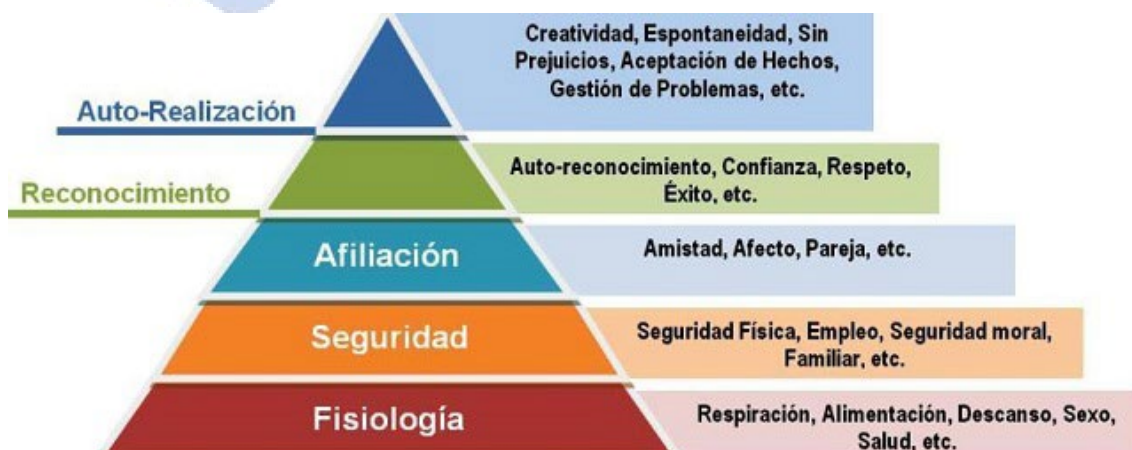 Creatividad, Espontaneidad, Sin
Prejuicios, Aceptación de Hechos,
Gestión de Problemas, etc.
Auto-Realización
Auto-reconocimiento, Confianza, Respeto,
Éxito, etc.
Reconocimiento
Afiliación
Amistad, Afecto, Pareja, etc.
Seguridad
Seguridad Física, Empleo, Seguridad moral,
Familiar, etc.
Fisiología
Respiración, Alimentación, Descanso, Sexo,
Salud, etc.